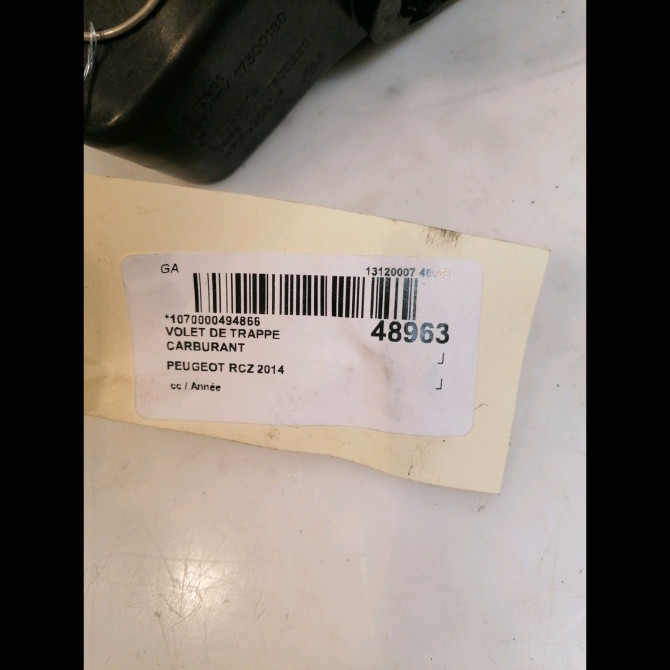 GA
13120007
*1070000494866
48963
VOLET DE TRAPPE
CARBURANT
PEUGEOT RCZ 2014
cc / Année